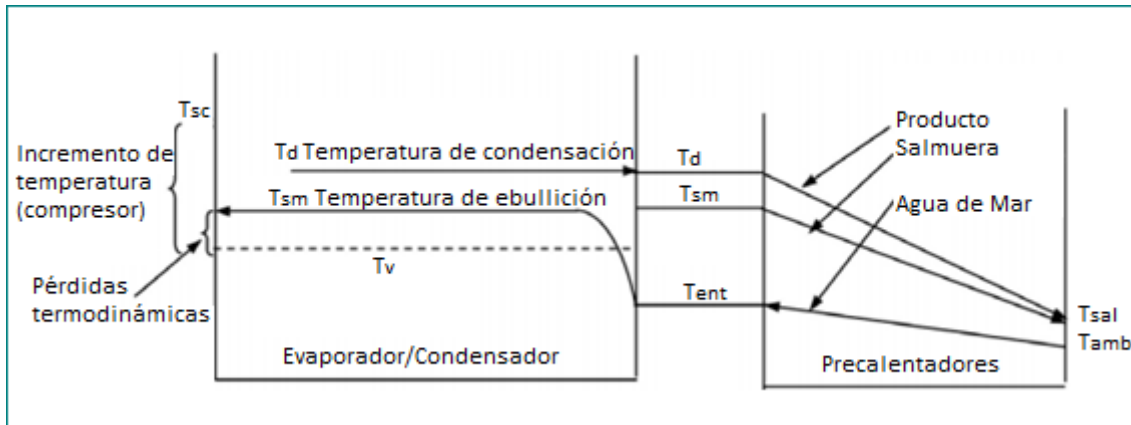 Tsc
Incremento de
temperatura
(compresor)
Pérdidas
termodinámicas
Td Temperatura de condensación
Tsm Temperatura de ebullición
Tv
Evaporador/Condensador
Td
Tsm
Tent
Producto
Salmuera
Agua de Mar
Tsal
Tamb
Precalentadores